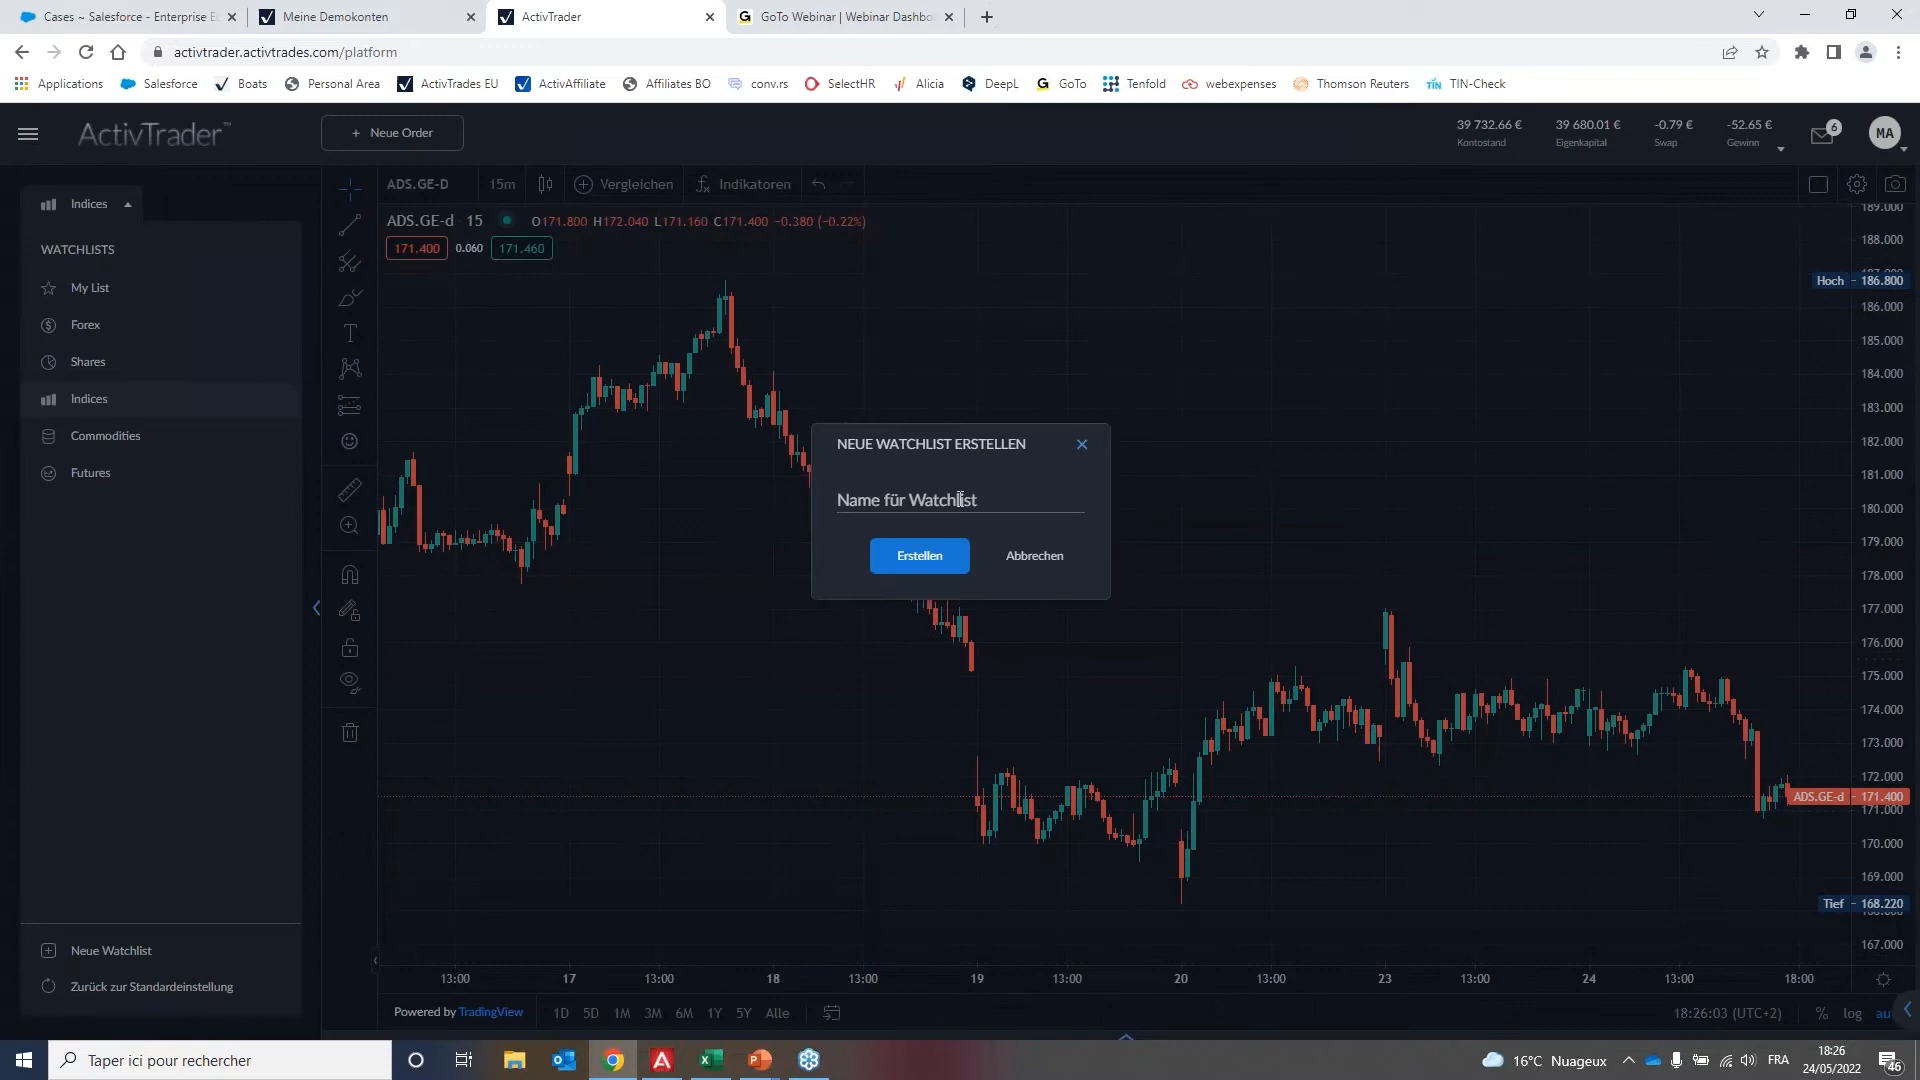 Cases ~ Salesforce - Enterprise E
Meine Demokonten
ActivTrader
GoTo Webinar | Webinar Dashbo
activtrader.activtrades.com/platform
Applications
Salesforce
Boats
Personal Area
ActivTrades EU
ActivAffiliate
Affiliates BO
conv.rs
SelectHR
Alicia
DeepL
GoTo
Tenfold
webexpenses
Thomson Reuters
TIN-Check
ActivTrader™
+ Neue Order
39 732.66 €
Kontostand
39 680.01 €
Eigenkapital
-0.79 €
Swap
-52.65 €
Gewinn
6
MA
Indices
WATCHLISTS
My List
Forex
Shares
Indices
Commodities
Futures
Neue Watchlist
Zurück zur Standardeinstellung
ADS.GE-D
15m
Vergleichen
Indikatoren
ADS.GE-d 15 O171.800 H172.040 L171.160 C171.400 −0.380 (−0.22%)
171.400 0.060 171.460
NEUE WATCHLIST ERSTELLEN
Name für Watchlist
Erstellen
Abbrechen
189.000
188.000
Hoch 186.800
186.000
185.000
184.000
183.000
182.000
181.000
180.000
179.000
178.000
177.000
176.000
175.000
174.000
173.000
172.000
ADS.GE-d 171.400
171.000
170.000
169.000
Tief 168.220
167.000
13:00 17 13:00 18 13:00 19 13:00 20 13:00 23 13:00 24 13:00 18:00
Powered by TradingView
1D 5D 1M 3M 6M 1Y 5Y Alle
18:26:03 (UTC+2)
% log au
Taper ici pour rechercher
16°C Nuageux
FRA
18:26
24/05/2022
46